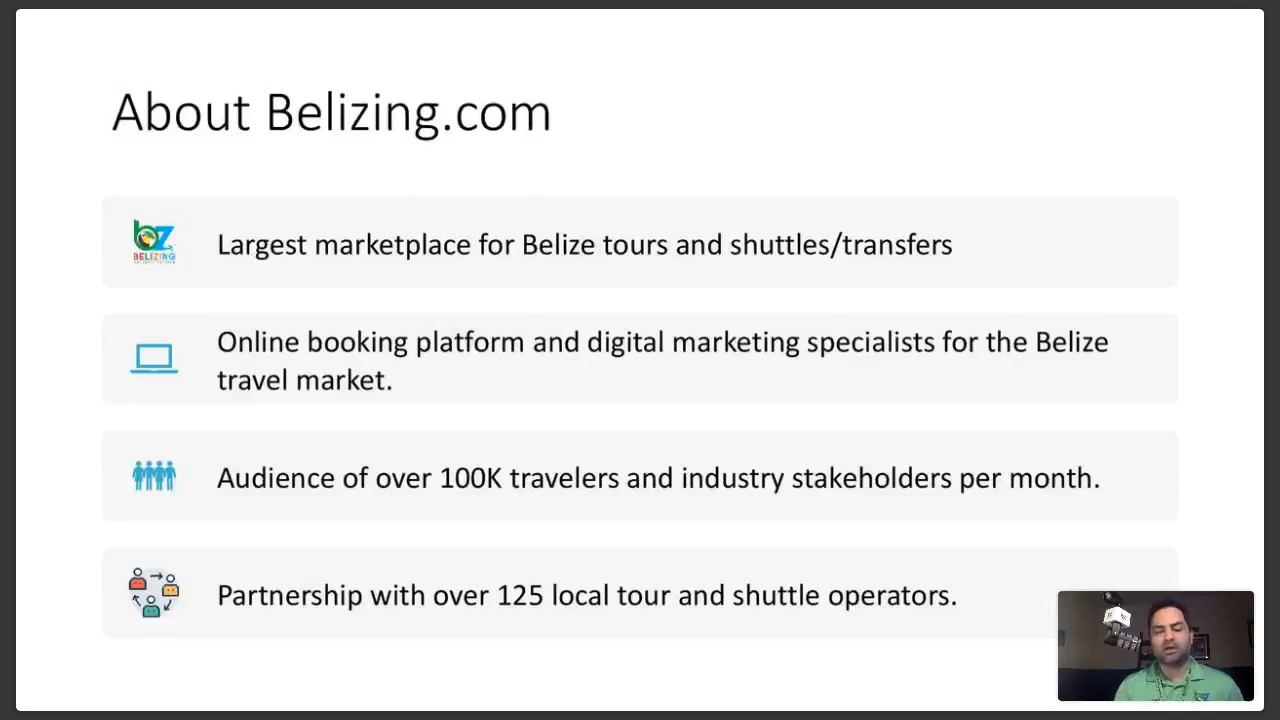 About Belizing.com
bz
BELIZING
Largest marketplace for Belize tours and shuttles/transfers
Online booking platform and digital marketing specialists for the Belize
travel market.
Audience of over 100K travelers and industry stakeholders per month.
Partnership with over 125 local tour and shuttle operators.